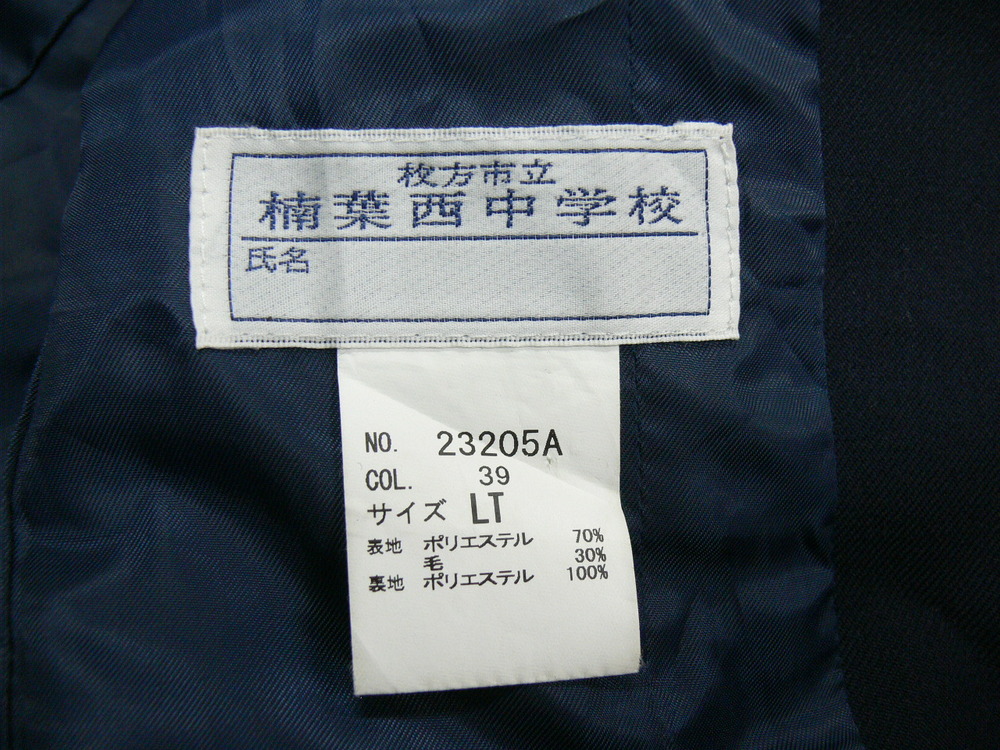 枚方市立
楠葉西中学校
氏名
NO. 23205A
COL. 39
サイズ LT
表地 ポリエステル 70%
毛 30%
裏地 ポリエステル 100%